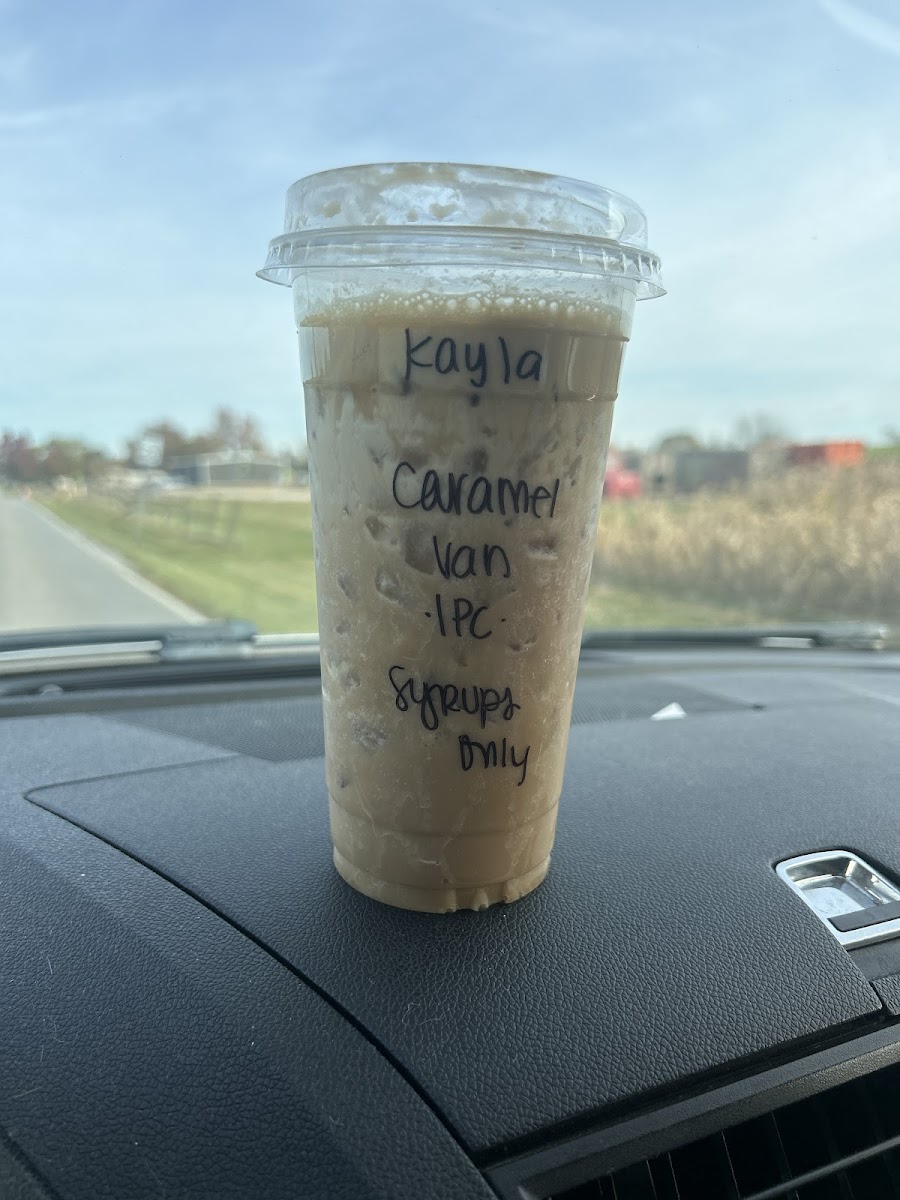 Kayla
Caramel
Van
·1PC·
Syrups
only